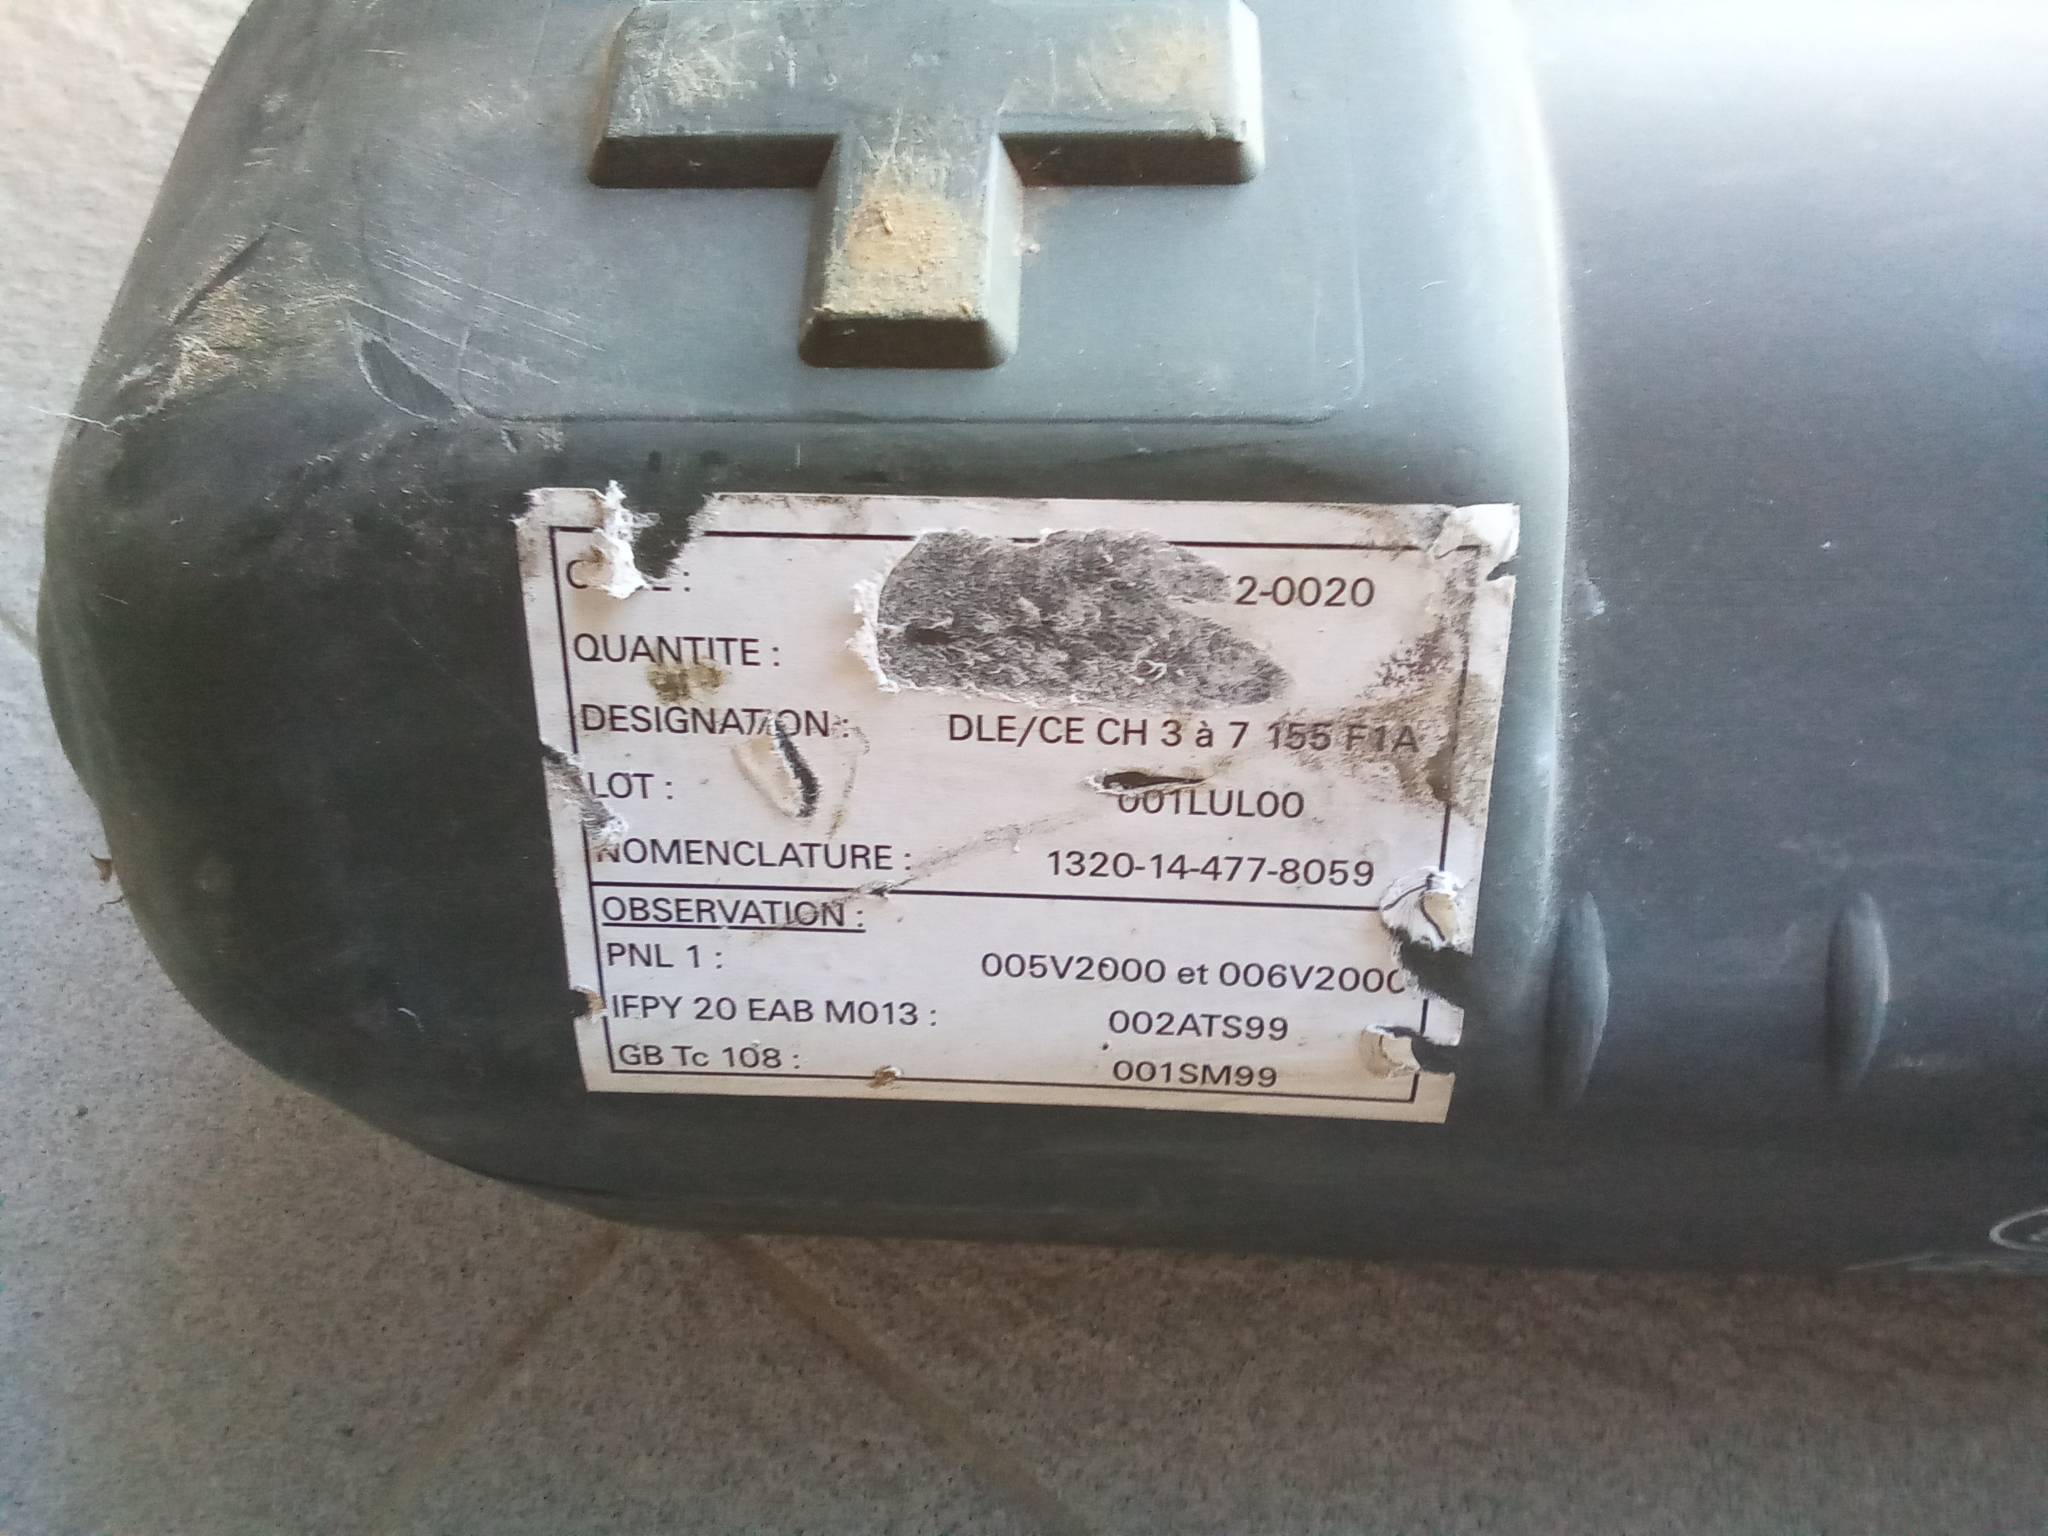 2-0020
QUANTITE :
DESIGNATION : DLE/CE CH 3 à 7 155 F1A
LOT : 001LUL00
NOMENCLATURE : 1320-14-477-8059
OBSERVATION :
PNL 1 : 005V2000 et 006V2000
IFPY 20 EAB M013 : 002ATS99
GB Tc 108 : 001SM99